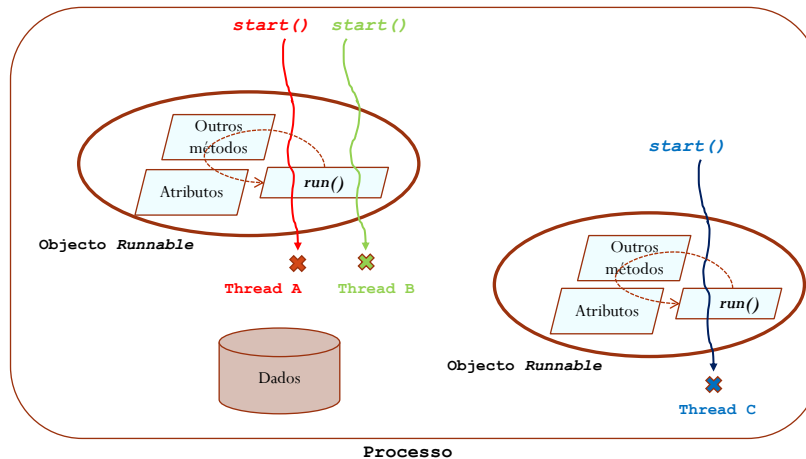 start() start()
Outros
métodos
run()
Atributos
Objecto Runnable
Thread A Thread B
start()
Outros
métodos
run()
Atributos
Objecto Runnable
Thread C
Dados
Processo